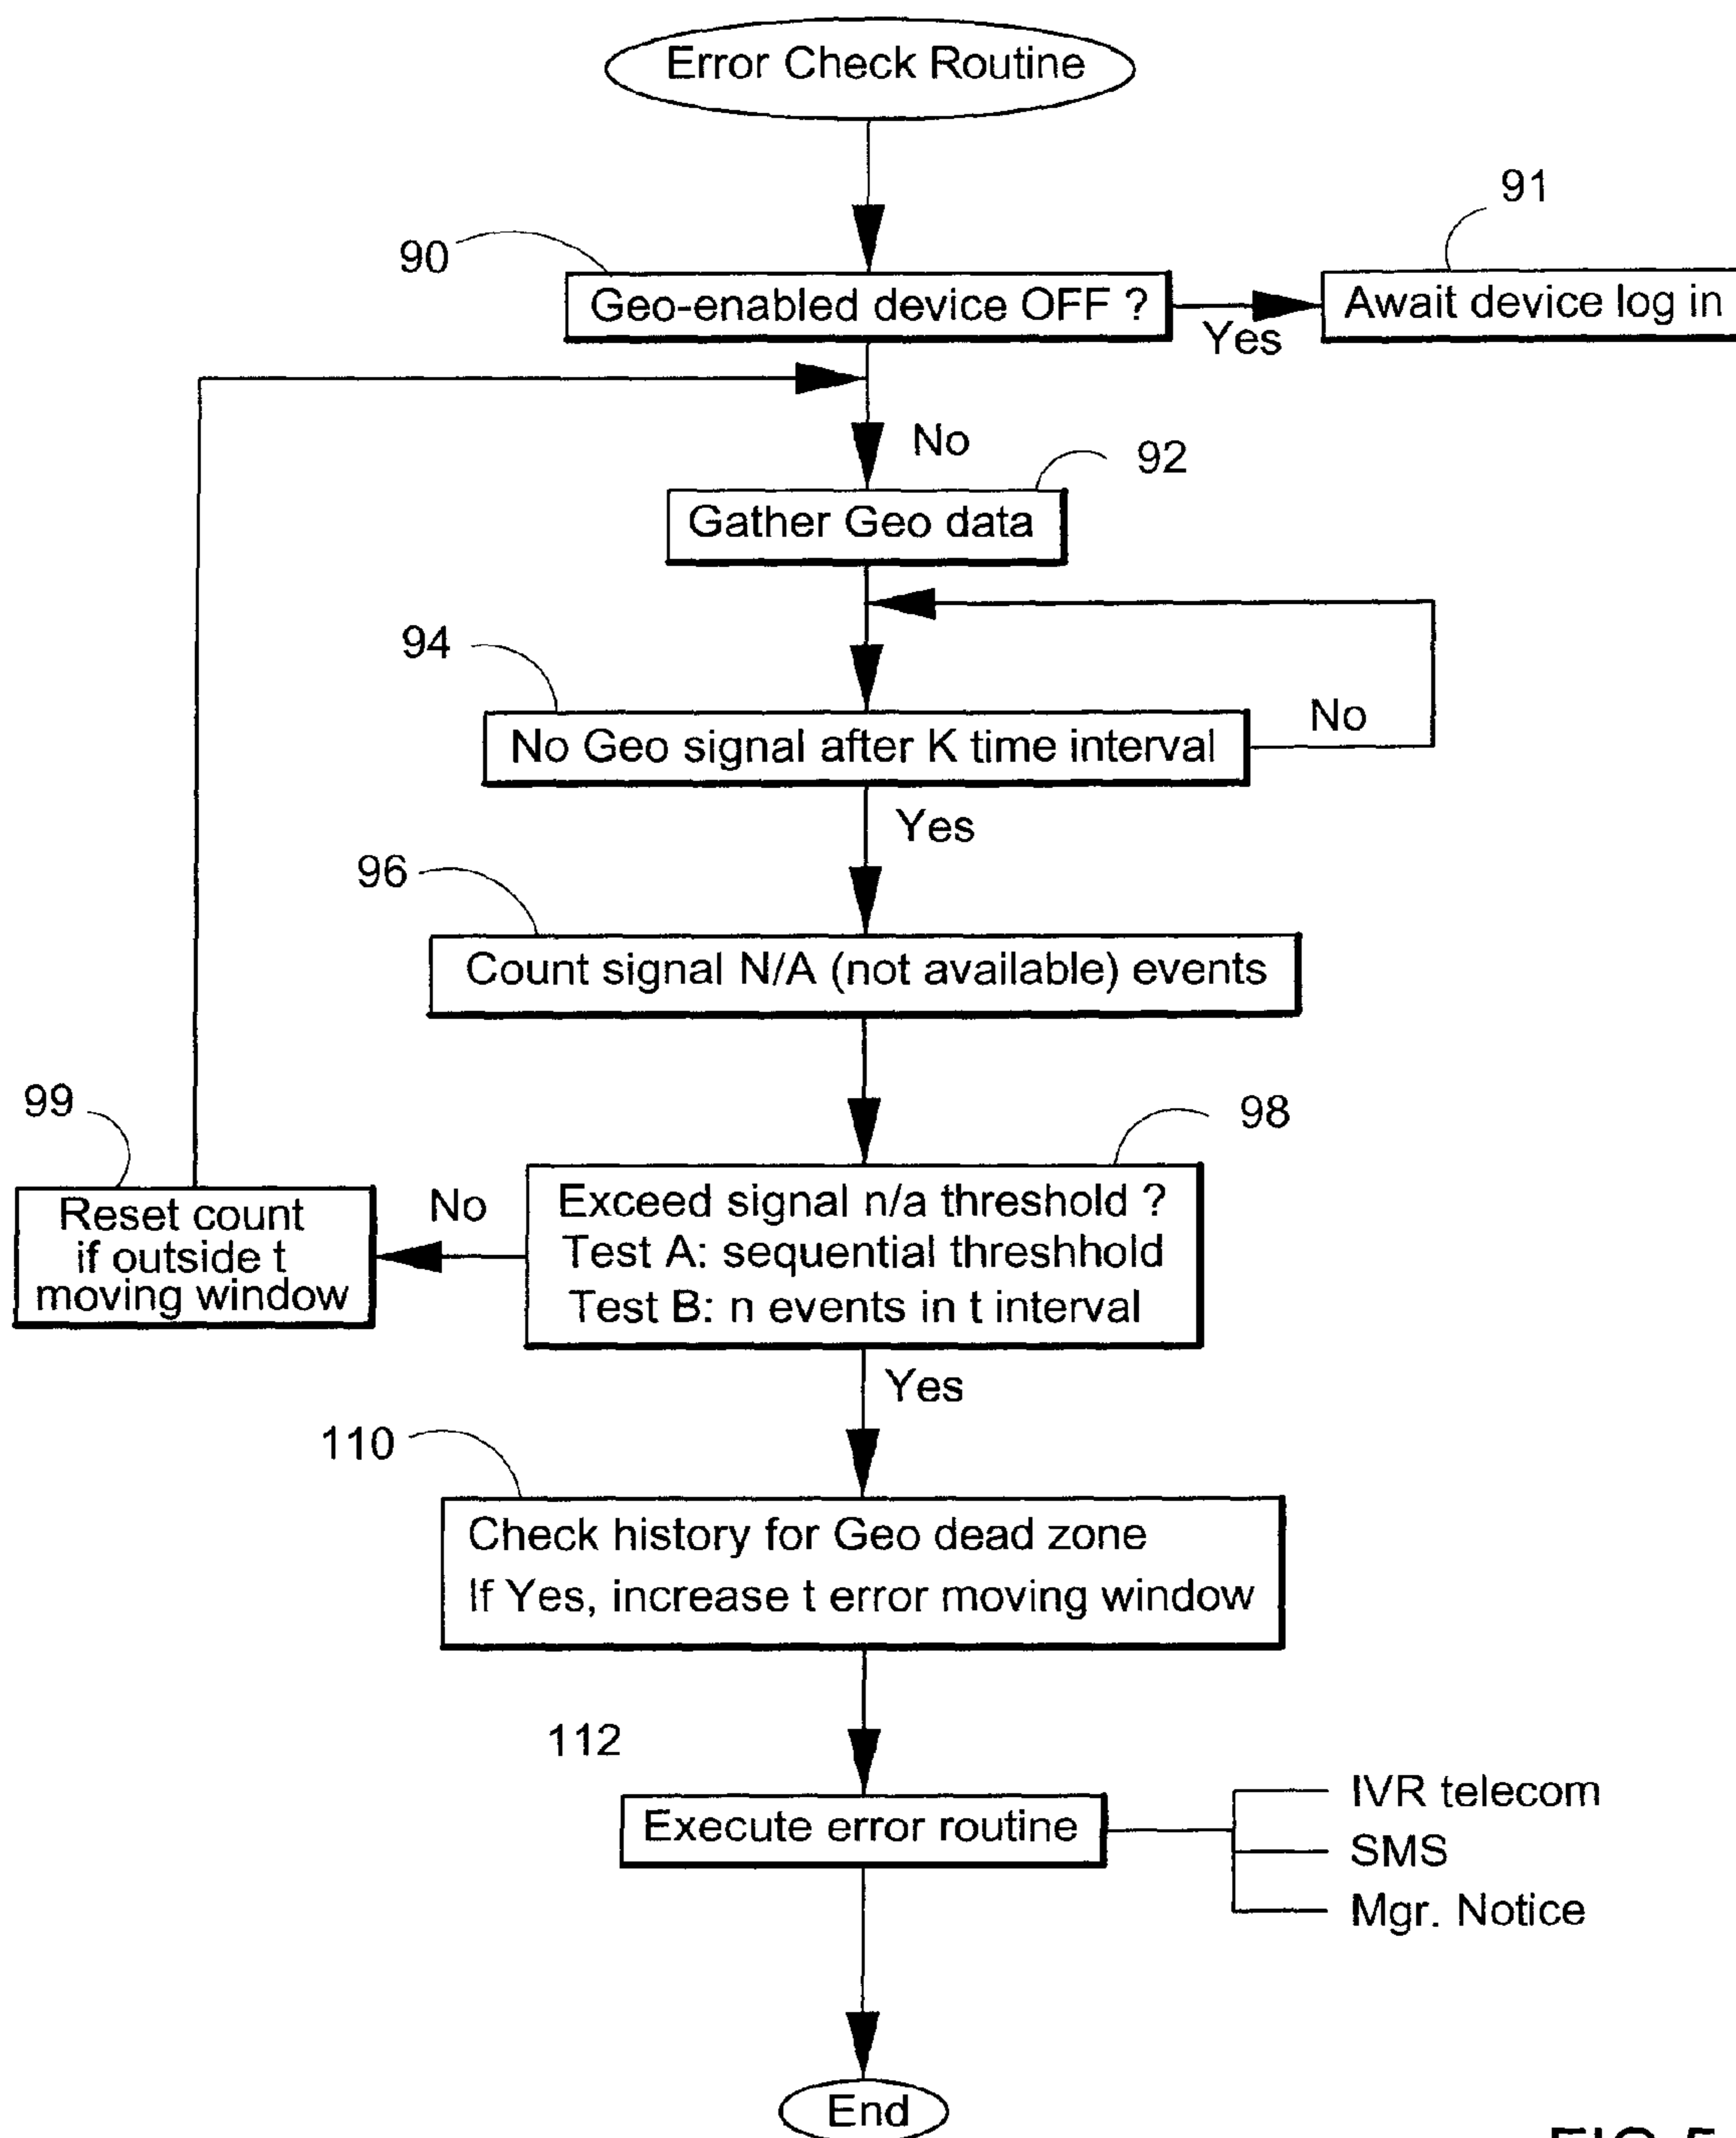 Error Check Routine
91
90
Geo-enabled device OFF ?
Yes
Await device log in
No
92
Gather Geo data
94
No Geo signal after K time interval
No
Yes
96
Count signal N/A (not available) events
99
98
Reset count
if outside t
moving window
No
Exceed signal n/a threshold ?
Test A: sequential threshhold
Test B: n events in t interval
Yes
110
Check history for Geo dead zone
If Yes, increase t error moving window
112
Execute error routine
IVR telecom
SMS
Mgr. Notice
End